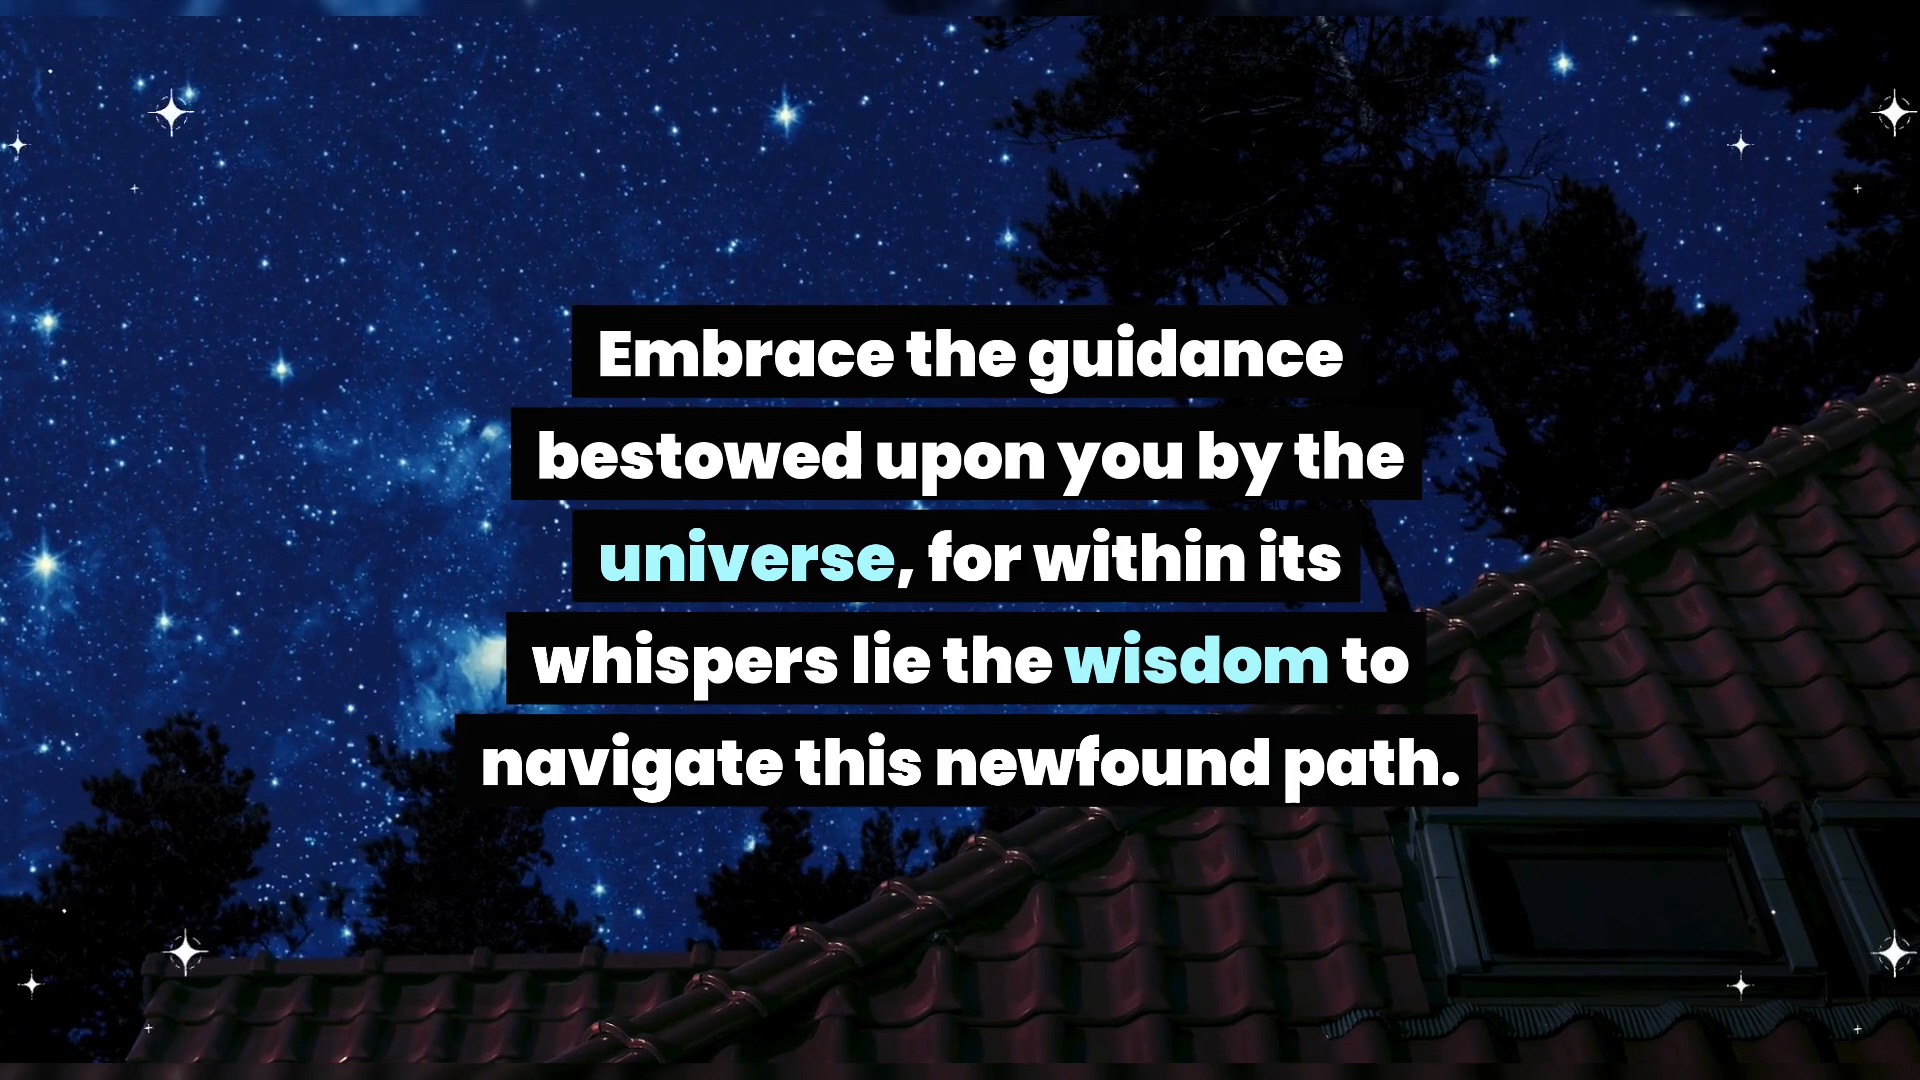 Embrace the guidance
bestowed upon you by the
universe, for within its
whispers lie the wisdom to
navigate this newfound path.